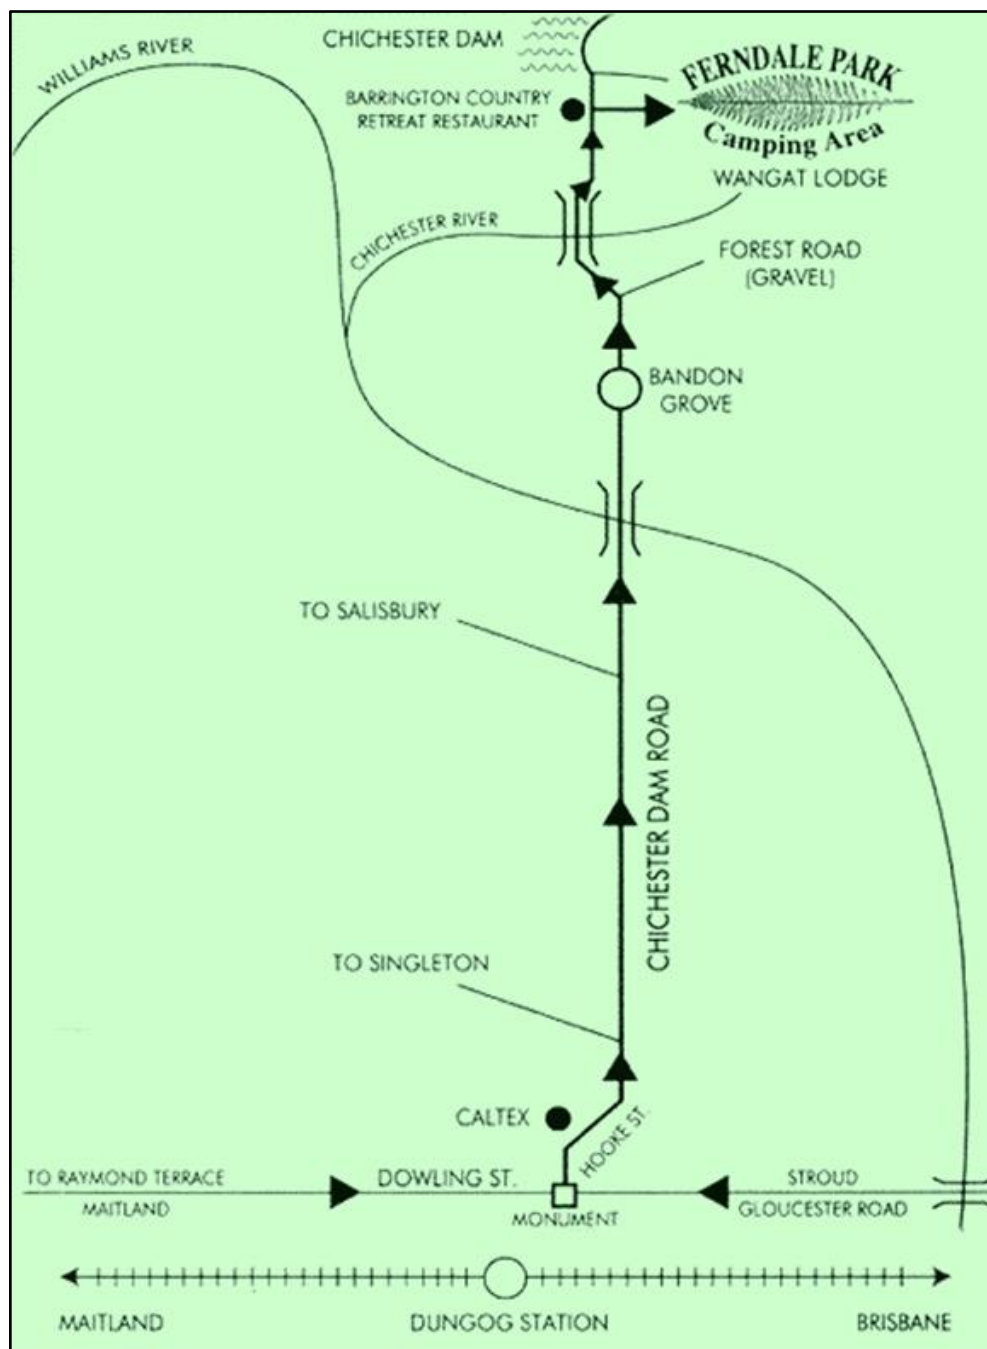 CHICHESTER DAM
WILLIAMS RIVER
FERNDALE PARK
Camping Area
BARRINGTON COUNTRY
RETREAT RESTAURANT
WANGAT LODGE
CHICHESTER RIVER
FOREST ROAD
(GRAVEL)
BANDON
GROVE
TO SALISBURY
CHICHESTER DAM ROAD
TO SINGLETON
CALTEX
HOOKE ST.
TO RAYMOND TERRACE
MAITLAND
DOWLING ST.
STROUD
GLOUCESTER ROAD
MONUMENT
MAITLAND
DUNGOG STATION
BRISBANE